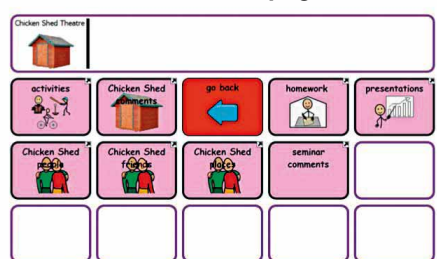 Chicken Shed Theatre
activities
Chicken Shed
comments
go back
homework
presentations
Chicken Shed
people
Chicken Shed
friends
Chicken Shed
places
seminar
comments